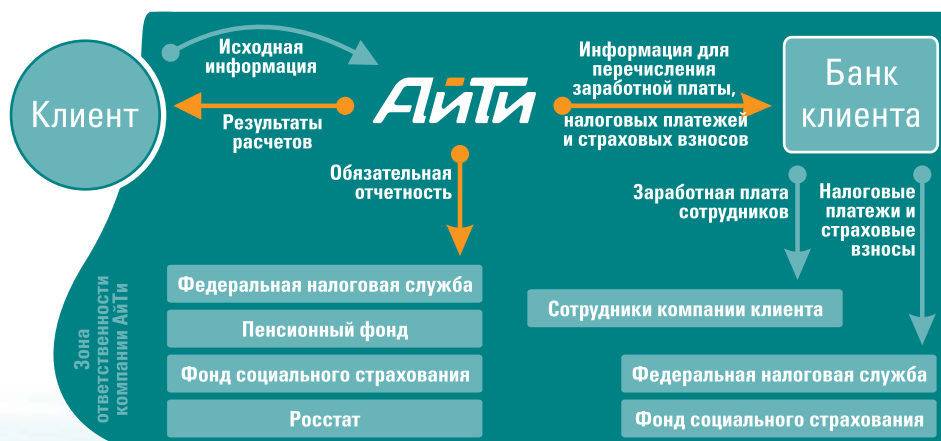 Клиент
Исходная
информация
Результаты
расчетов
АйТи
Информация для
перечисления
заработной платы,
налоговых платежей
и страховых взносов
Банк
клиента
Обязательная
отчетность
Заработная плата
сотрудников
Налоговые
платежи и
страховые
взносы
Зона
ответственности
компании АйТи
Федеральная налоговая служба
Пенсионный фонд
Фонд социального страхования
Росстат
Сотрудники компании клиента
Федеральная налоговая служба
Фонд социального страхования